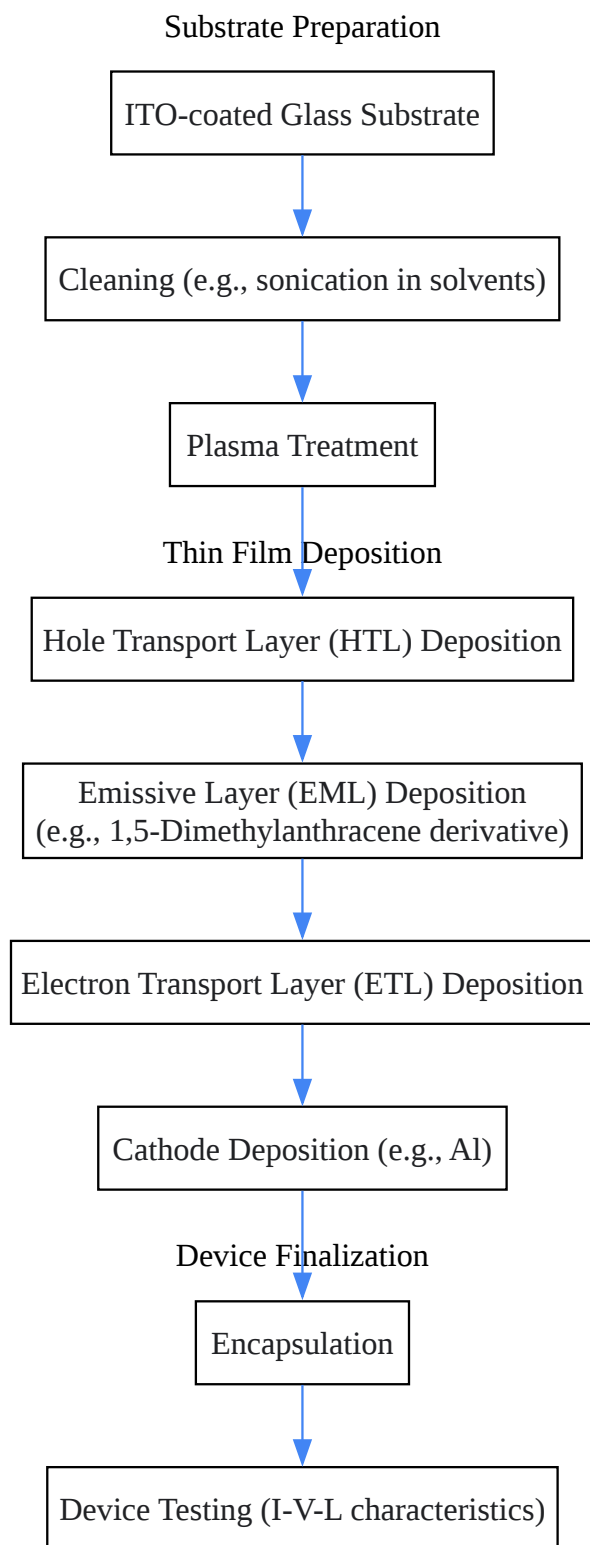 Substrate Preparation
ITO-coated Glass Substrate
Cleaning (e.g., sonication in solvents)
Plasma Treatment
Thin Film Deposition
Hole Transport Layer (HTL) Deposition
Emissive Layer (EML) Deposition
(e.g., 1,5-Dimethylanthracene derivative)
Electron Transport Layer (ETL) Deposition
Cathode Deposition (e.g., Al)
Device Finalization
Encapsulation
Device Testing (I-V-L characteristics)